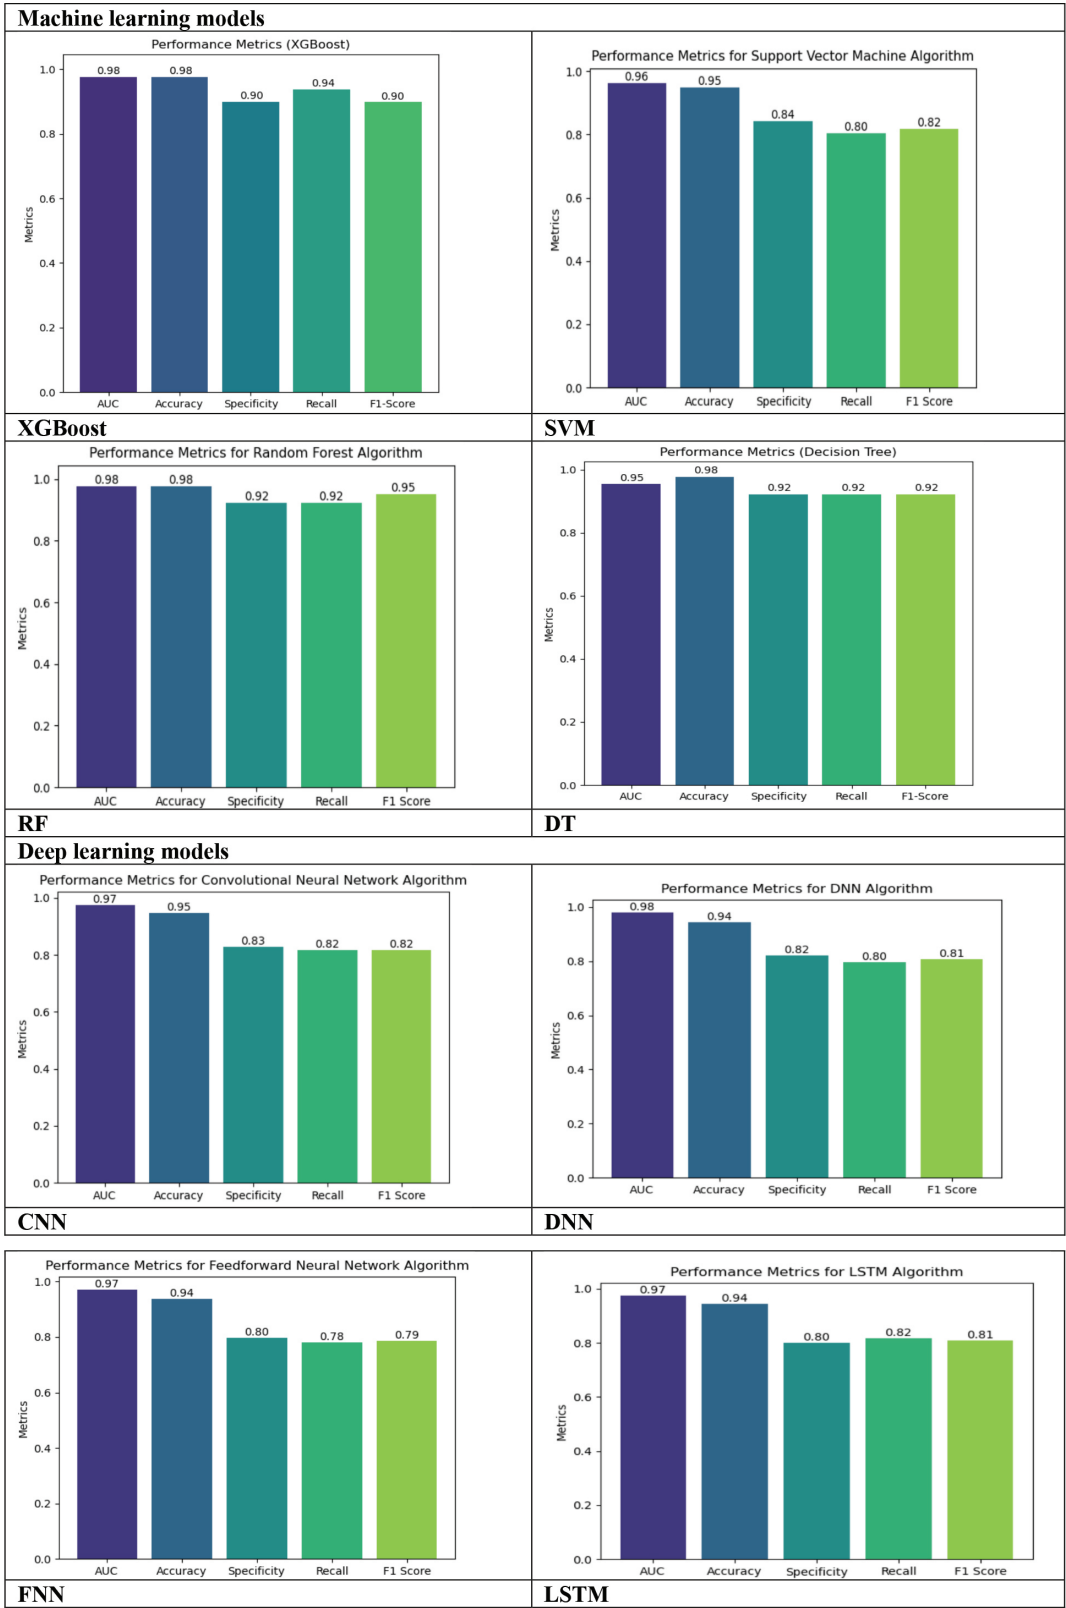 Machine learning models
Performance Metrics (XGBoost)
1.0
0.8
0.6
0.4
0.2
0.0
Metrics
0.98 0.98 0.90 0.94 0.90
AUC Accuracy Specificity Recall F1-Score
XGBoost
Performance Metrics for Support Vector Machine Algorithm
1.0
0.8
0.6
0.4
0.2
0.0
Metrics
0.96 0.95 0.84 0.80 0.82
AUC Accuracy Specificity Recall F1 Score
SVM
Performance Metrics for Random Forest Algorithm
1.0
0.8
0.6
0.4
0.2
0.0
Metrics
0.98 0.98 0.92 0.92 0.95
AUC Accuracy Specificity Recall F1 Score
RF
Performance Metrics (Decision Tree)
1.0
0.8
0.6
0.4
0.2
0.0
Metrics
0.95 0.98 0.92 0.92 0.92
AUC Accuracy Specificity Recall F1-Score
DT
Deep learning models
Performance Metrics for Convolutional Neural Network Algorithm
1.0
0.8
0.6
0.4
0.2
0.0
Metrics
0.97 0.95 0.83 0.82 0.82
AUC Accuracy Specificity Recall F1 Score
CNN
Performance Metrics for DNN Algorithm
1.0
0.8
0.6
0.4
0.2
0.0
Metrics
0.98 0.94 0.82 0.80 0.81
AUC Accuracy Specificity Recall F1 Score
DNN
Performance Metrics for Feedforward Neural Network Algorithm
1.0
0.8
0.6
0.4
0.2
0.0
Metrics
0.97 0.94 0.80 0.78 0.79
AUC Accuracy Specificity Recall F1 Score
FNN
Performance Metrics for LSTM Algorithm
1.0
0.8
0.6
0.4
0.2
0.0
Metrics
0.97 0.94 0.80 0.82 0.81
AUC Accuracy Specificity Recall F1 Score
LSTM